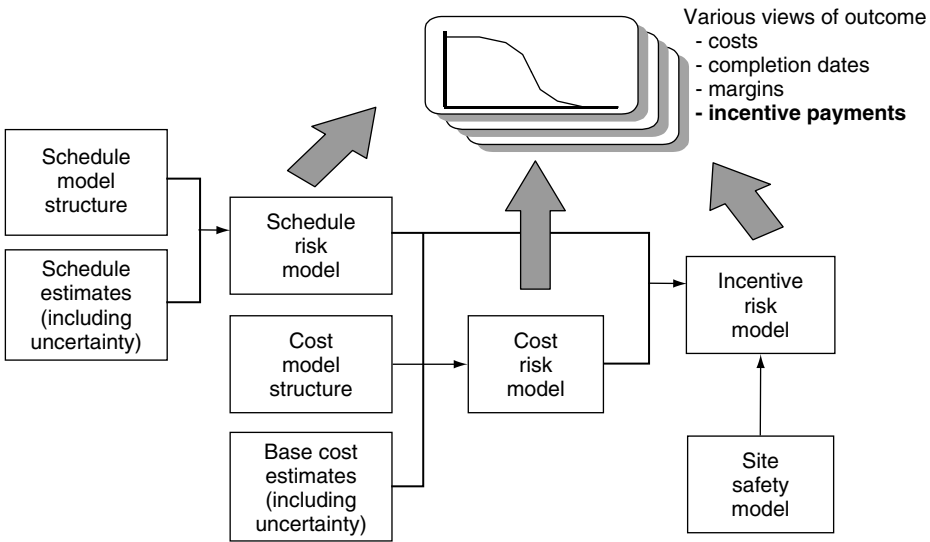 Various views of outcome
- costs
- completion dates
- margins
- incentive payments
Schedule
model
structure
Schedule
estimates
(including
uncertainty)
Schedule
risk
model
Cost
model
structure
Base cost
estimates
(including
uncertainty)
Cost
risk
model
Incentive
risk
model
Site
safety
model